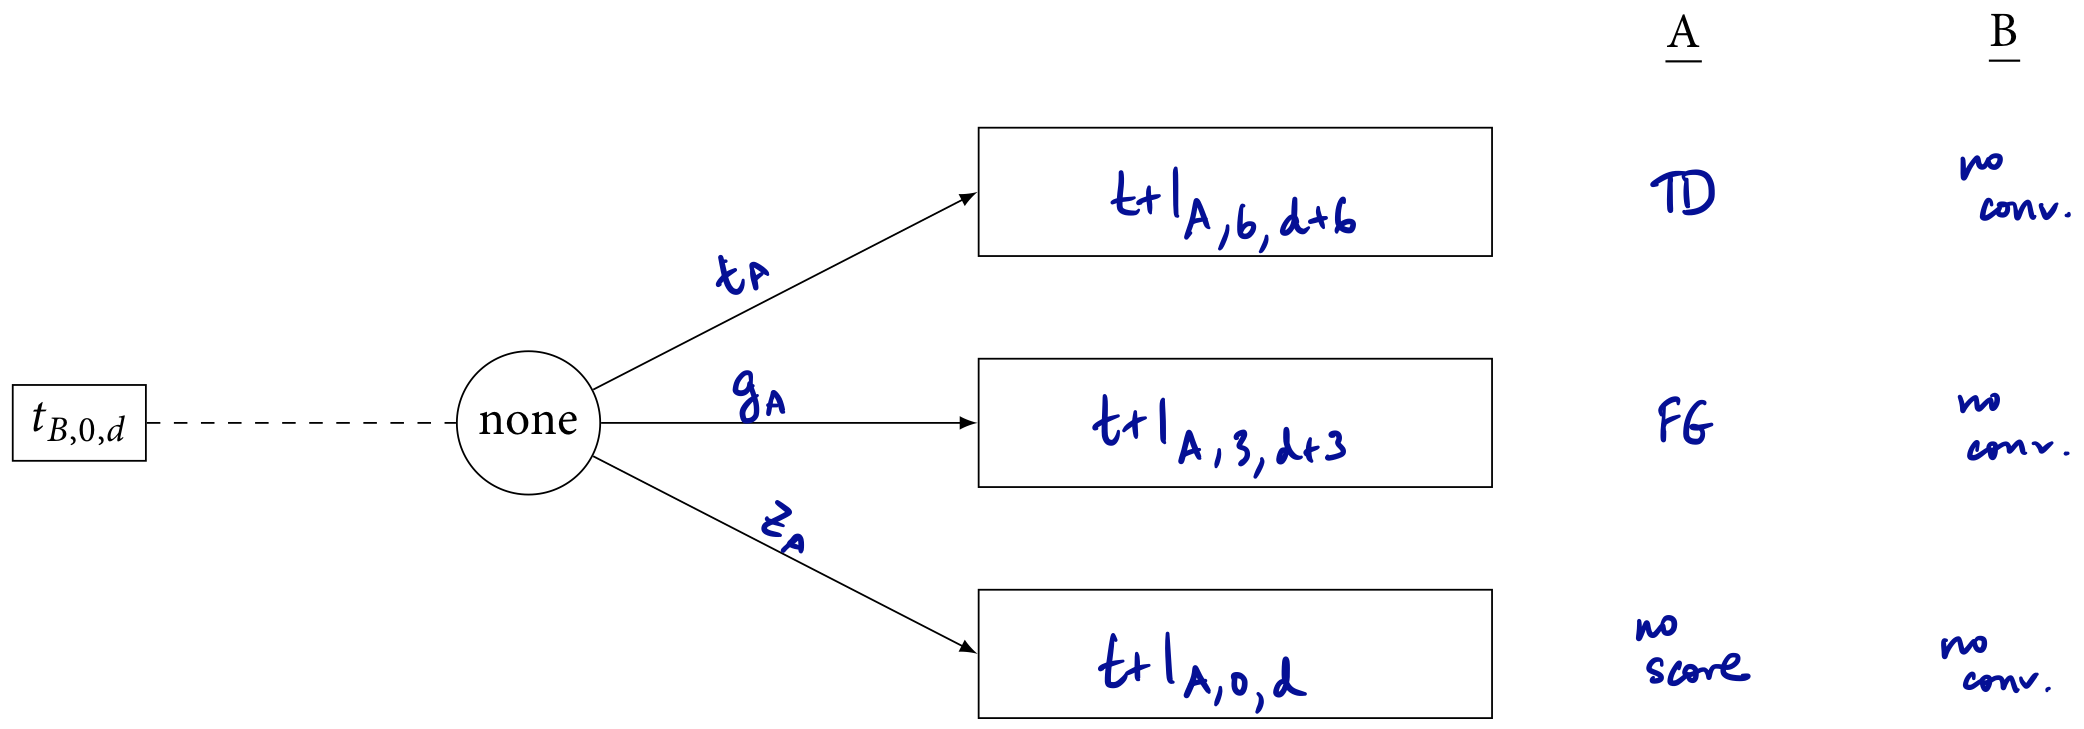 A B
t+1_{A,6,d+6} TD no conv.
t_A
t_{B,0,d} none g_A t+1_{A,3,d+3} FG no conv.
z_A
t+1_{A,0,d} no score no conv.